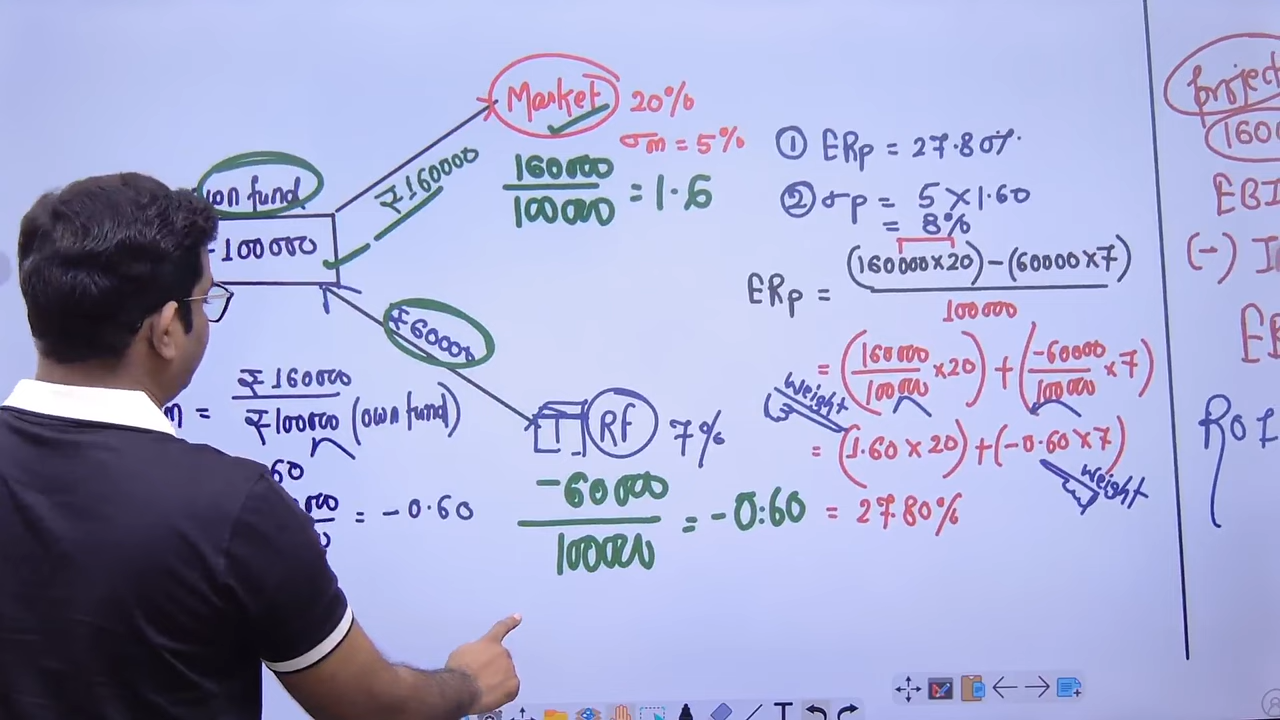 Market 20%
σm = 5%
own fund
₹160000
160000
100000
= 1.6
-100000
① ERp = 27.80%
② σp = 5 × 1.60
= 8%
ERp = (160000×20) - (60000×7)
100000
₹60000
= (160000/100000 ×20) + (-60000/100000 ×7)
weight
= (1.60×20) + (-0.60×7)
weight
= 27.80%
RF 7%
₹160000
m =
₹100000 (own fund)
60
= -0.60
-60000
100000
= -0.60
Project
1600
EBI
(-) I
EB
ROI